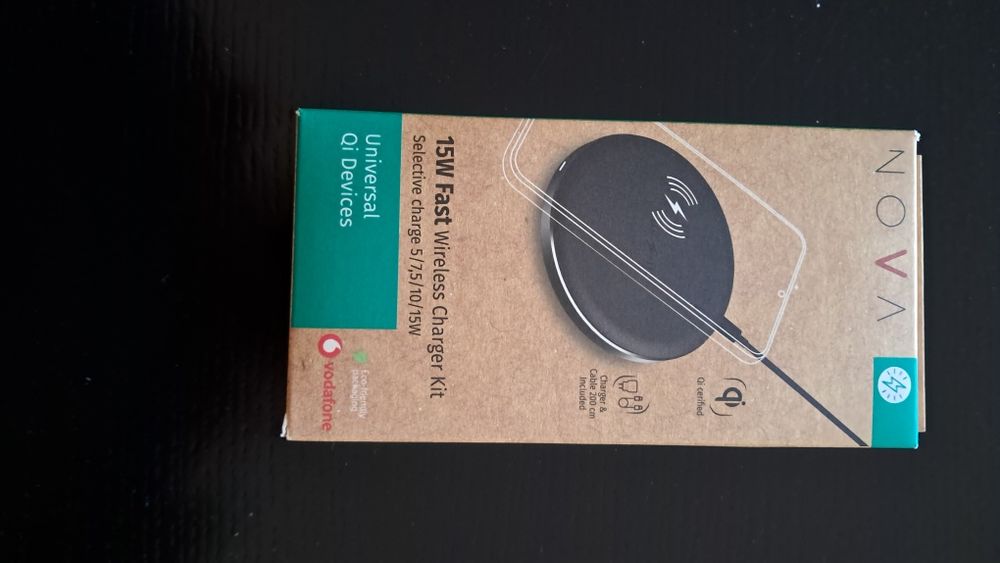 NOVΛ
Qi certified
Charger &
Cable 200 cm
Included
15W Fast Wireless Charger Kit
Selective charge 5/7,5/10/15W
Universal
Qi Devices
Eco-friendly
packaging
vodafone